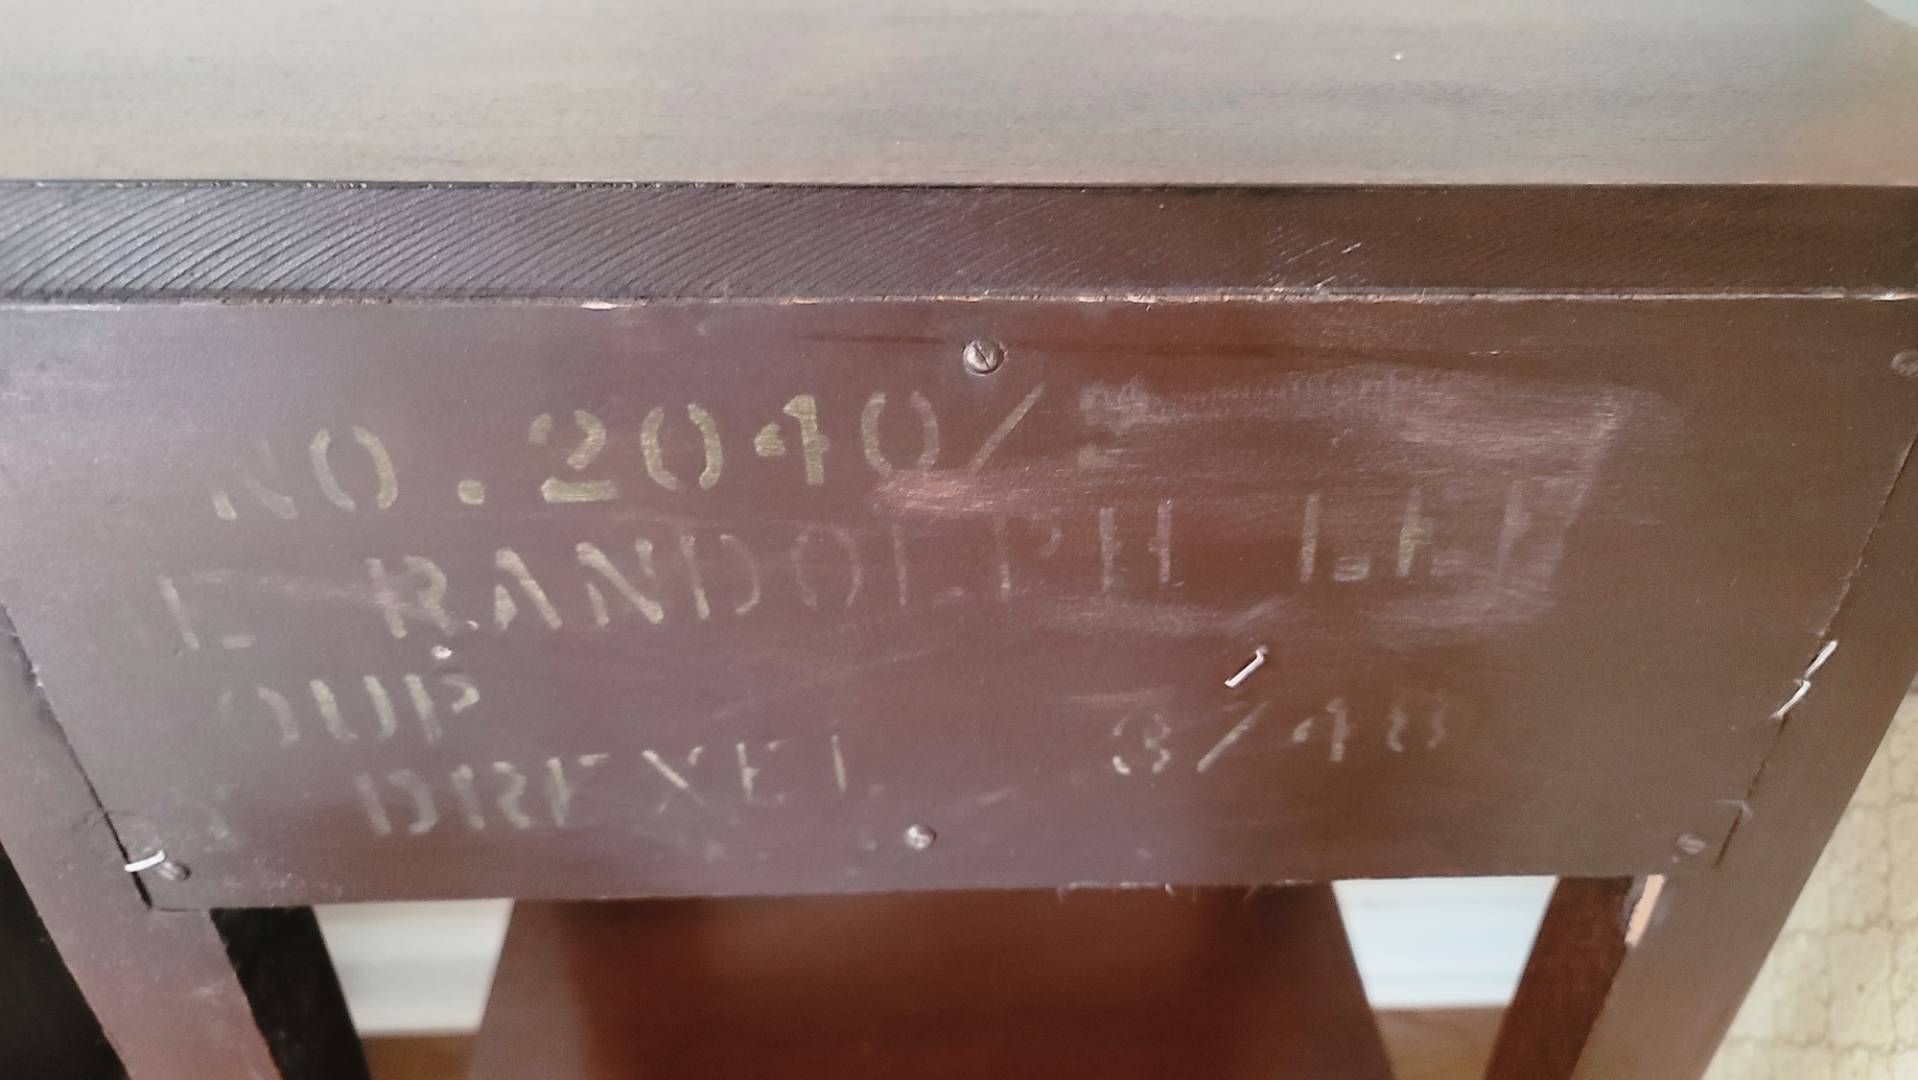 NO. 2040/
E RANDOLPH LEE
OUP
Y DREXEL 3/48